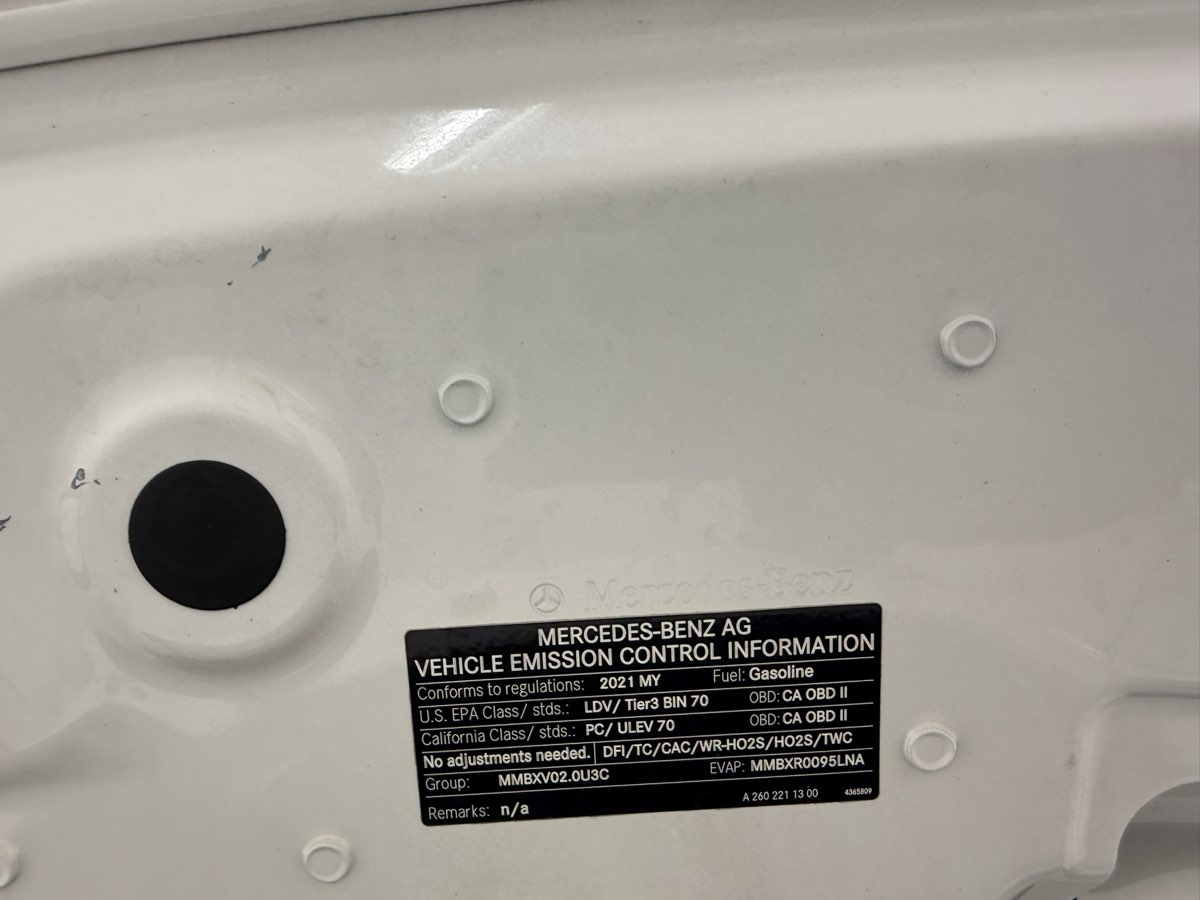 Mercedes-Benz
MERCEDES-BENZ AG
VEHICLE EMISSION CONTROL INFORMATION
Conforms to regulations: 2021 MY Fuel: Gasoline
U.S. EPA Class/ stds.: LDV/ Tier3 BIN 70 OBD: CA OBD II
California Class/ stds.: PC/ ULEV 70 OBD: CA OBD II
No adjustments needed. DFI/TC/CAC/WR-HO2S/HO2S/TWC
Group: MMBXV02.0U3C EVAP: MMBXR0095LNA
Remarks: n/a A 260 221 13 00 4365809